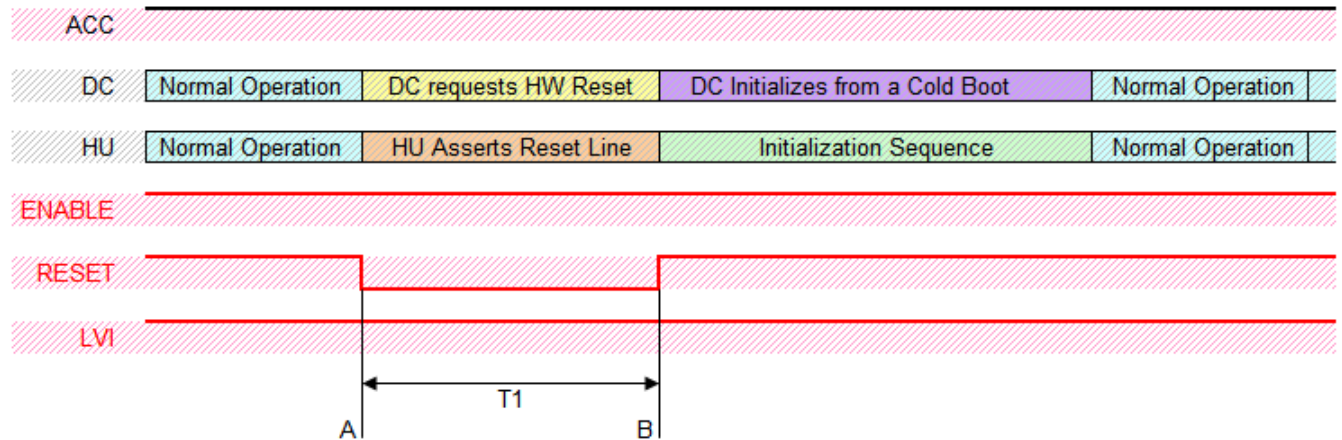 ACC
DC Normal Operation DC requests HW Reset DC Initializes from a Cold Boot Normal Operation
HU Normal Operation HU Asserts Reset Line Initialization Sequence Normal Operation
ENABLE
RESET
LVI
T1
A B